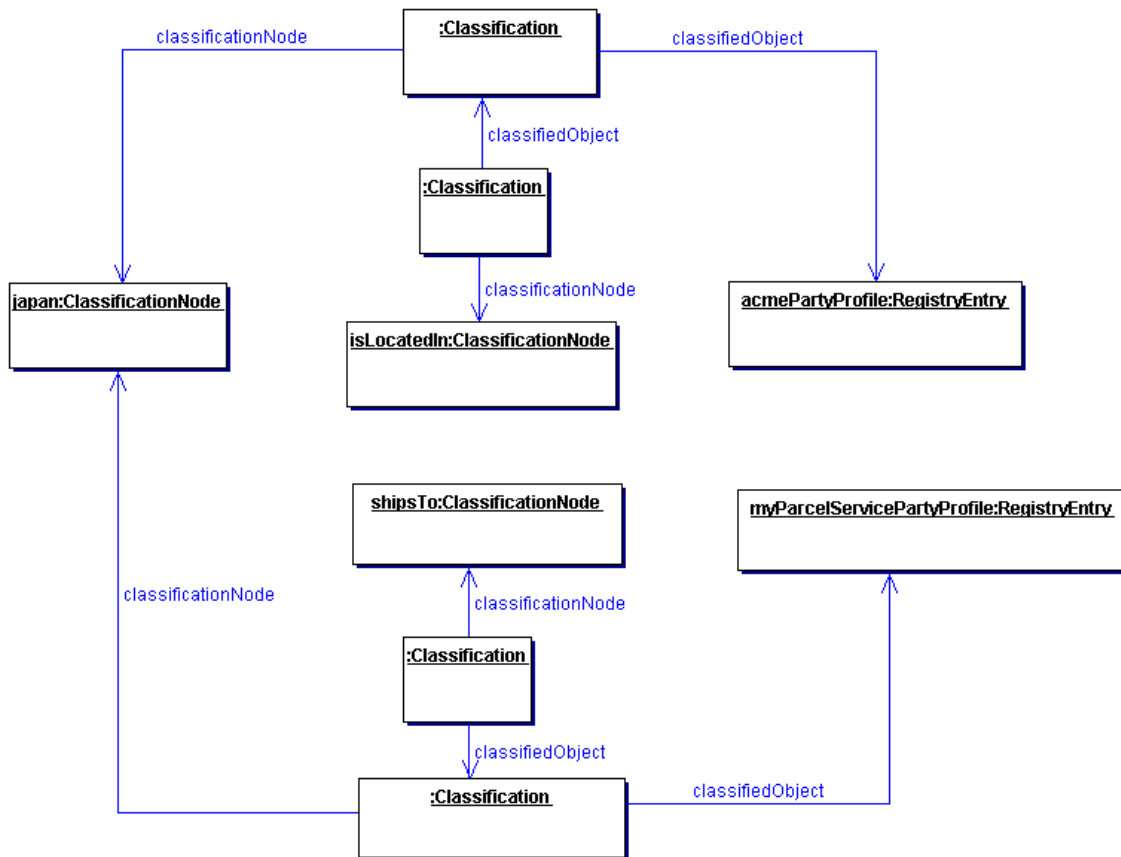 :Classification
classificationNode
classifiedObject
classifiedObject
:Classification
classificationNode
japan:ClassificationNode
acmePartyProfile:RegistryEntry
isLocatedIn:ClassificationNode
shipsTo:ClassificationNode
myParcelServicePartyProfile:RegistryEntry
classificationNode
classificationNode
:Classification
classifiedObject
:Classification
classifiedObject